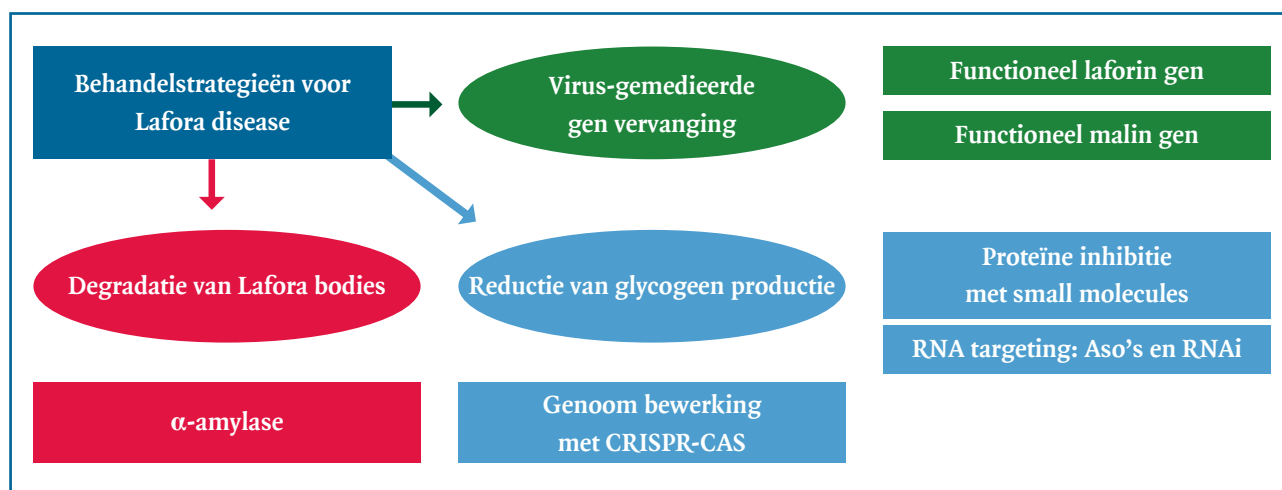 Behandelstrategieën voor
Lafora disease
Virus-gemedieerde
gen vervanging
Functioneel laforin gen
Functioneel malin gen
Degradatie van Lafora bodies
Reductie van glycogeen productie
Proteïne inhibitie
met small molecules
RNA targeting: Aso's en RNAi
α-amylase
Genoom bewerking
met CRISPR-CAS